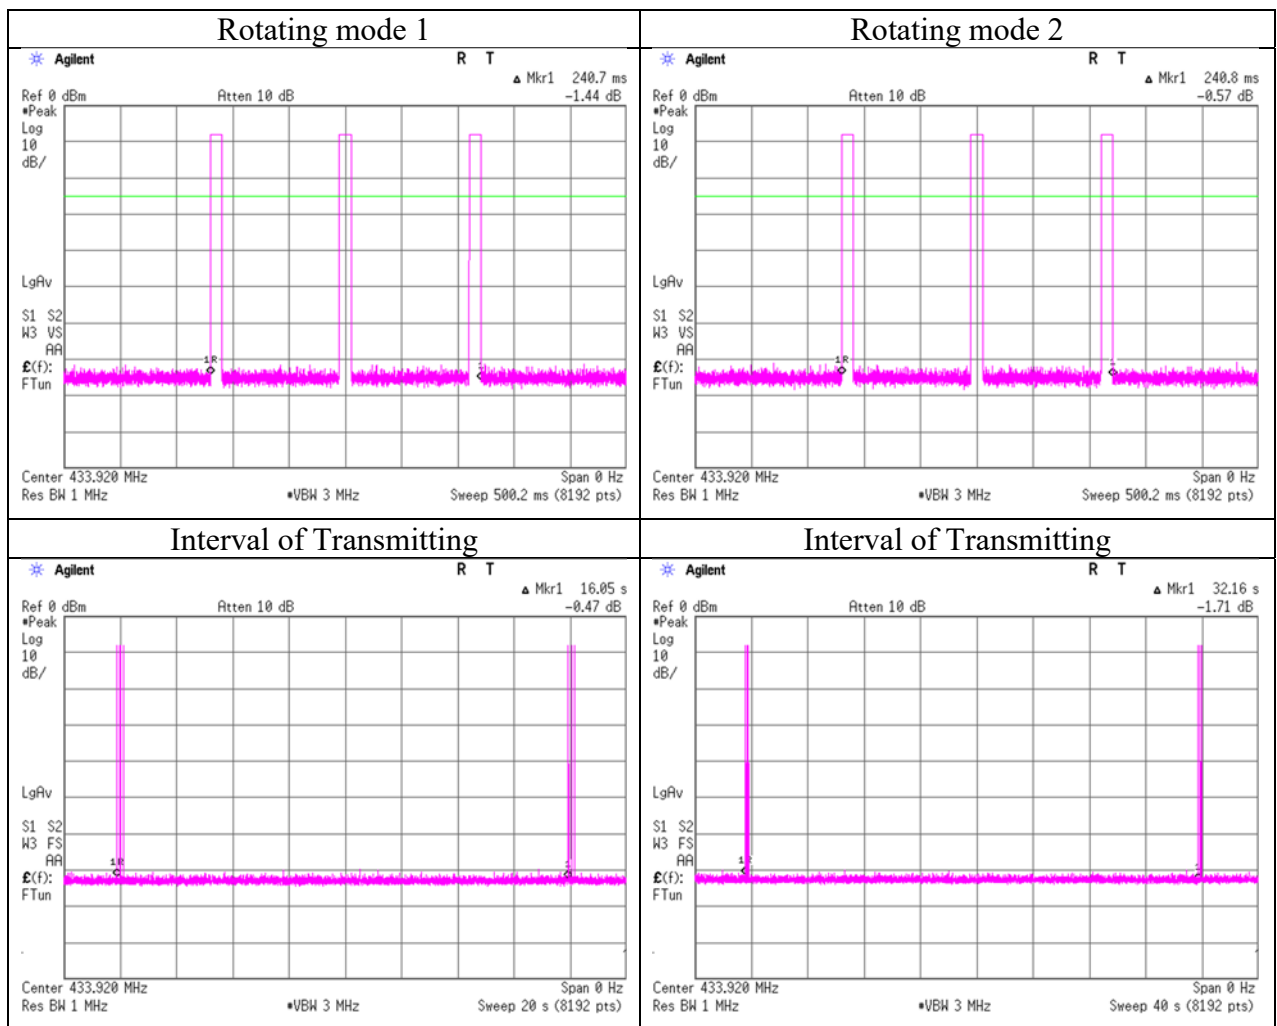 Rotating mode 1
Agilent
R T
Δ Mkr1 240.7 ms
Ref 0 dBm Atten 10 dB -1.44 dB
*Peak
Log
10
dB/
LgAv
S1 S2
W3 VS
AA
£(f):
FTun
1R
1
Center 433.920 MHz Span 0 Hz
Res BW 1 MHz *VBW 3 MHz Sweep 500.2 ms (8192 pts)
Rotating mode 2
Agilent
R T
Δ Mkr1 240.8 ms
Ref 0 dBm Atten 10 dB -0.57 dB
*Peak
Log
10
dB/
LgAv
S1 S2
W3 VS
AA
£(f):
FTun
1R
1
Center 433.920 MHz Span 0 Hz
Res BW 1 MHz *VBW 3 MHz Sweep 500.2 ms (8192 pts)
Interval of Transmitting
Agilent
R T
Δ Mkr1 16.05 s
Ref 0 dBm Atten 10 dB -0.47 dB
*Peak
Log
10
dB/
LgAv
S1 S2
W3 FS
AA
£(f):
FTun
1
1
Center 433.920 MHz Span 0 Hz
Res BW 1 MHz *VBW 3 MHz Sweep 20 s (8192 pts)
Interval of Transmitting
Agilent
R T
Δ Mkr1 32.16 s
Ref 0 dBm Atten 10 dB -1.71 dB
*Peak
Log
10
dB/
LgAv
S1 S2
W3 FS
AA
£(f):
FTun
1
1
Center 433.920 MHz Span 0 Hz
Res BW 1 MHz *VBW 3 MHz Sweep 40 s (8192 pts)